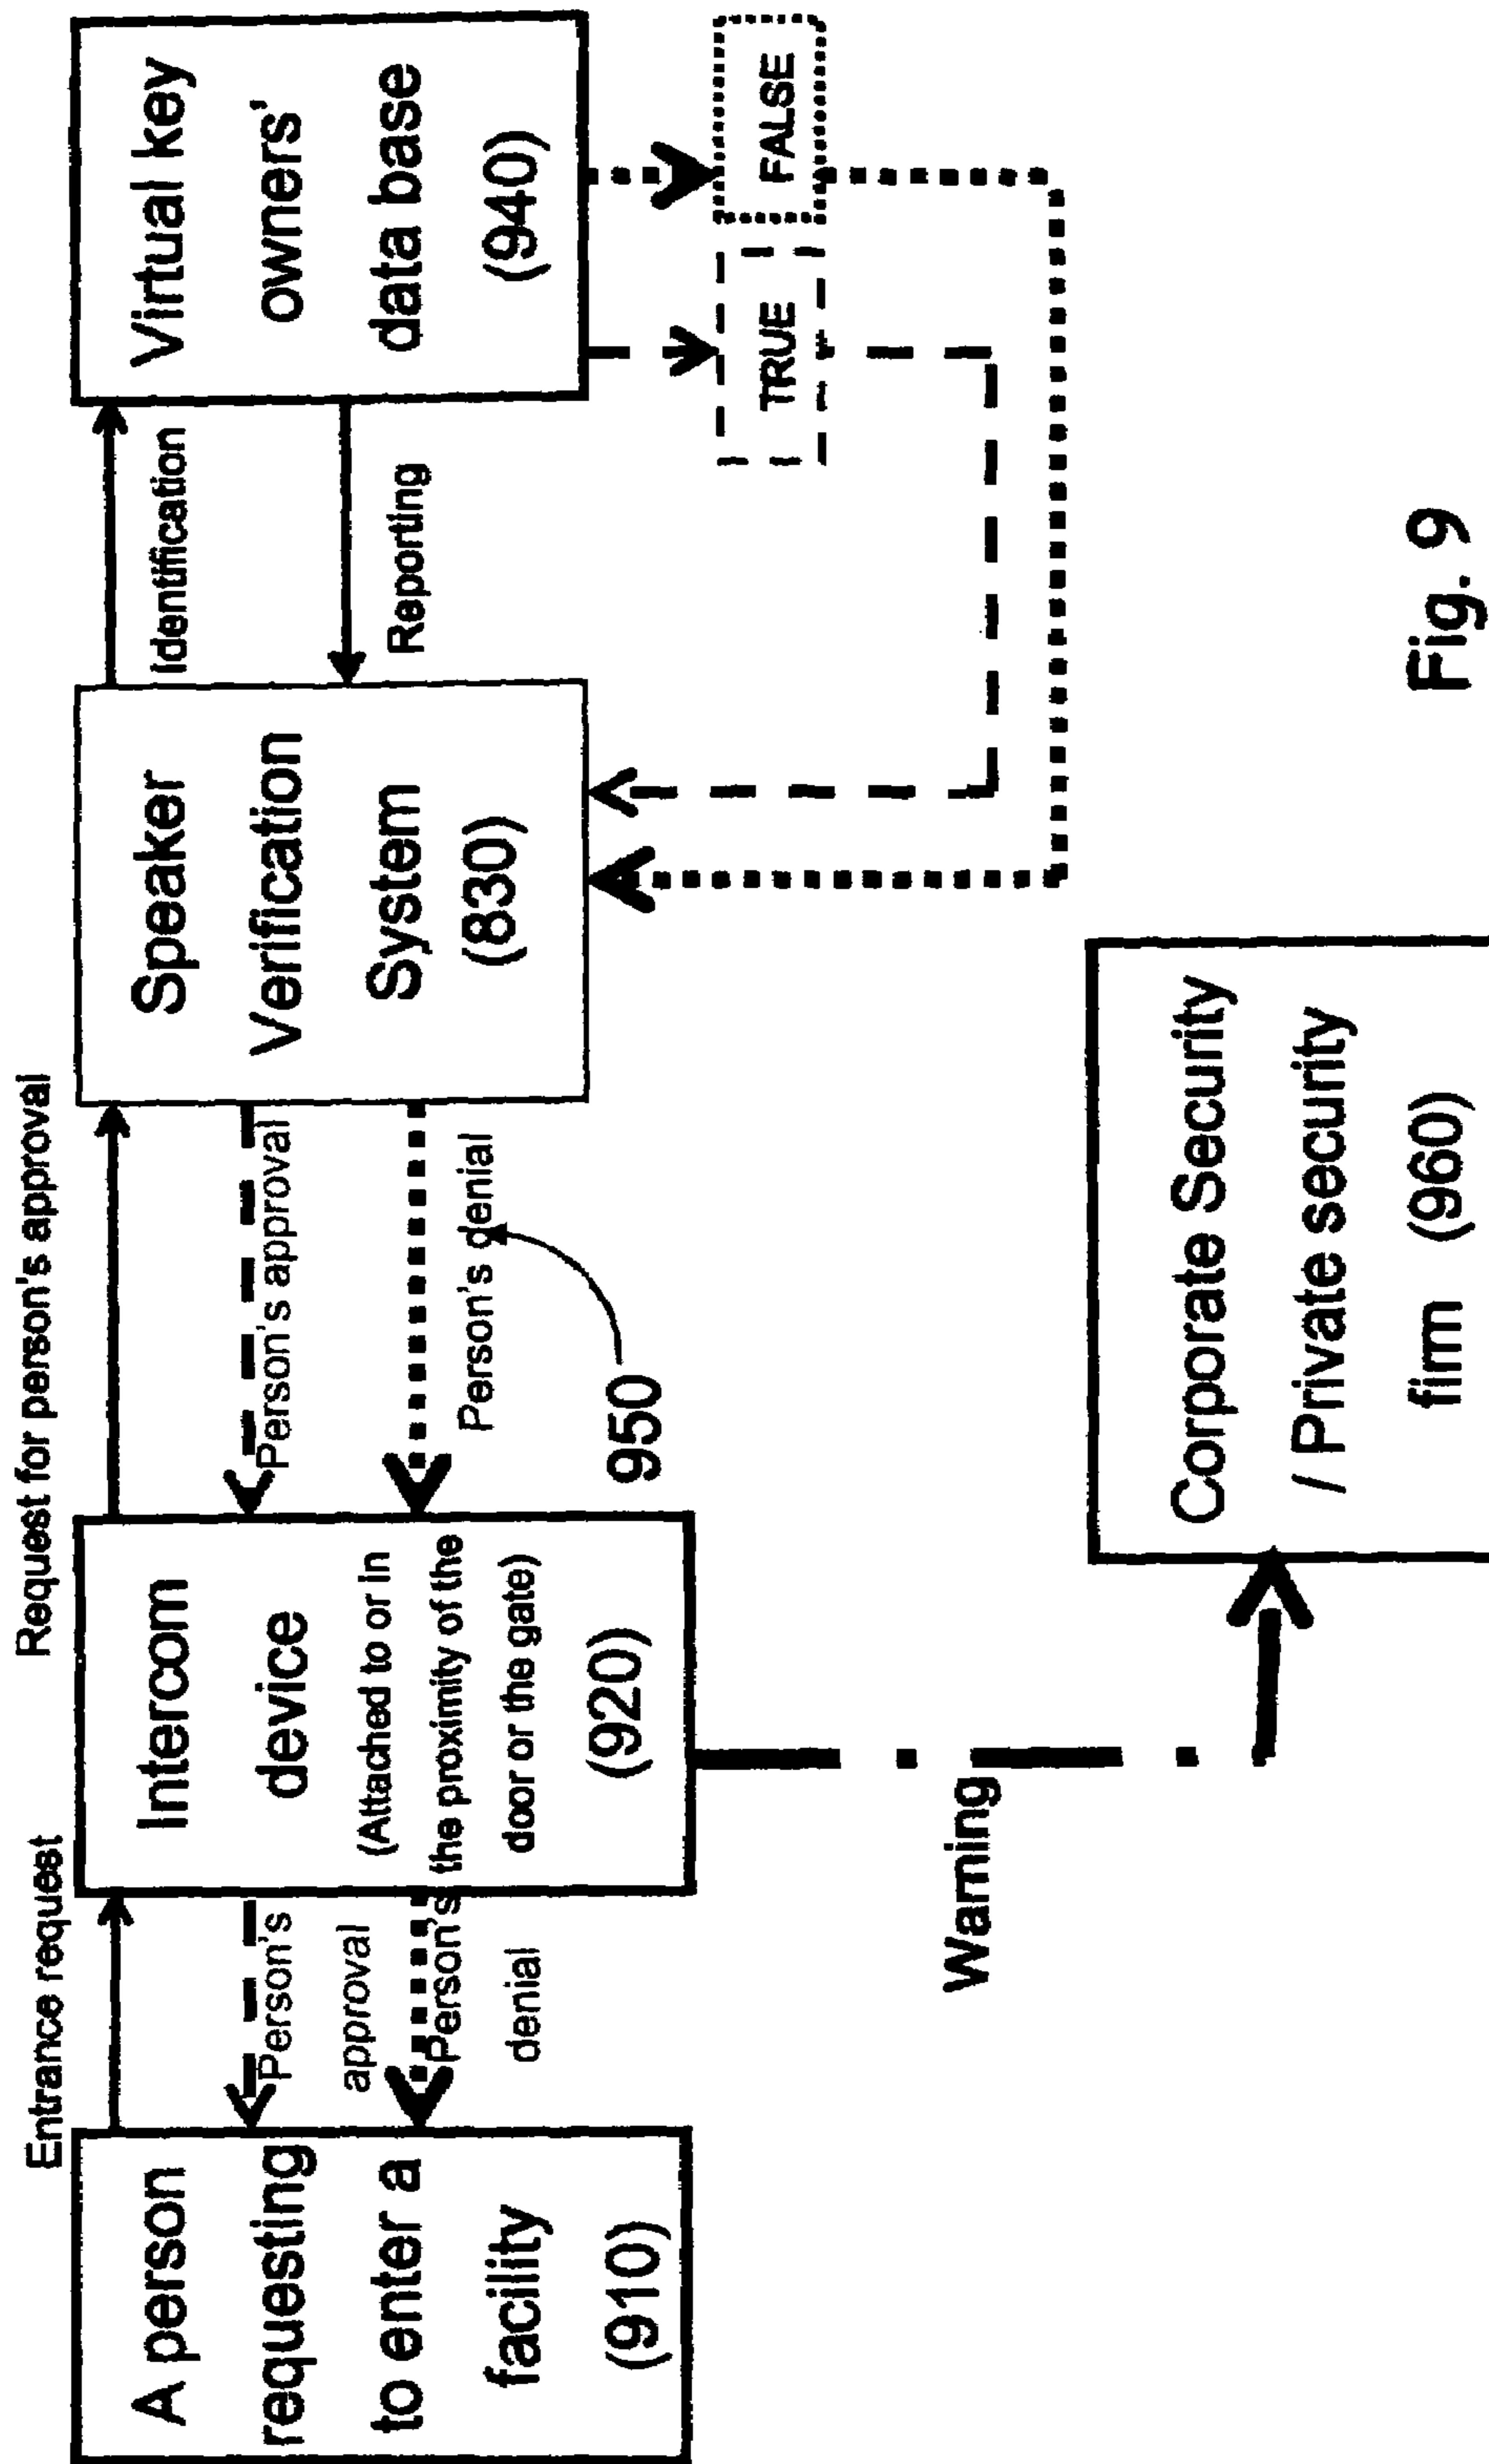 Entrance request
Request for person's approval
A person
requesting
to enter a
facility
(910)
Person's
approval
Person's
denial
Intercom
device
(Attached to or in
the proximity of the
door or the gate)
(920)
Person's approval
Person's denial
950
Speaker
Verification
System
(830)
Identification
Reporting
Virtual key
owners'
data base
(940)
TRUE
FALSE
Warning
Corporate Security
/ Private security
firm (960)
Fig. 9